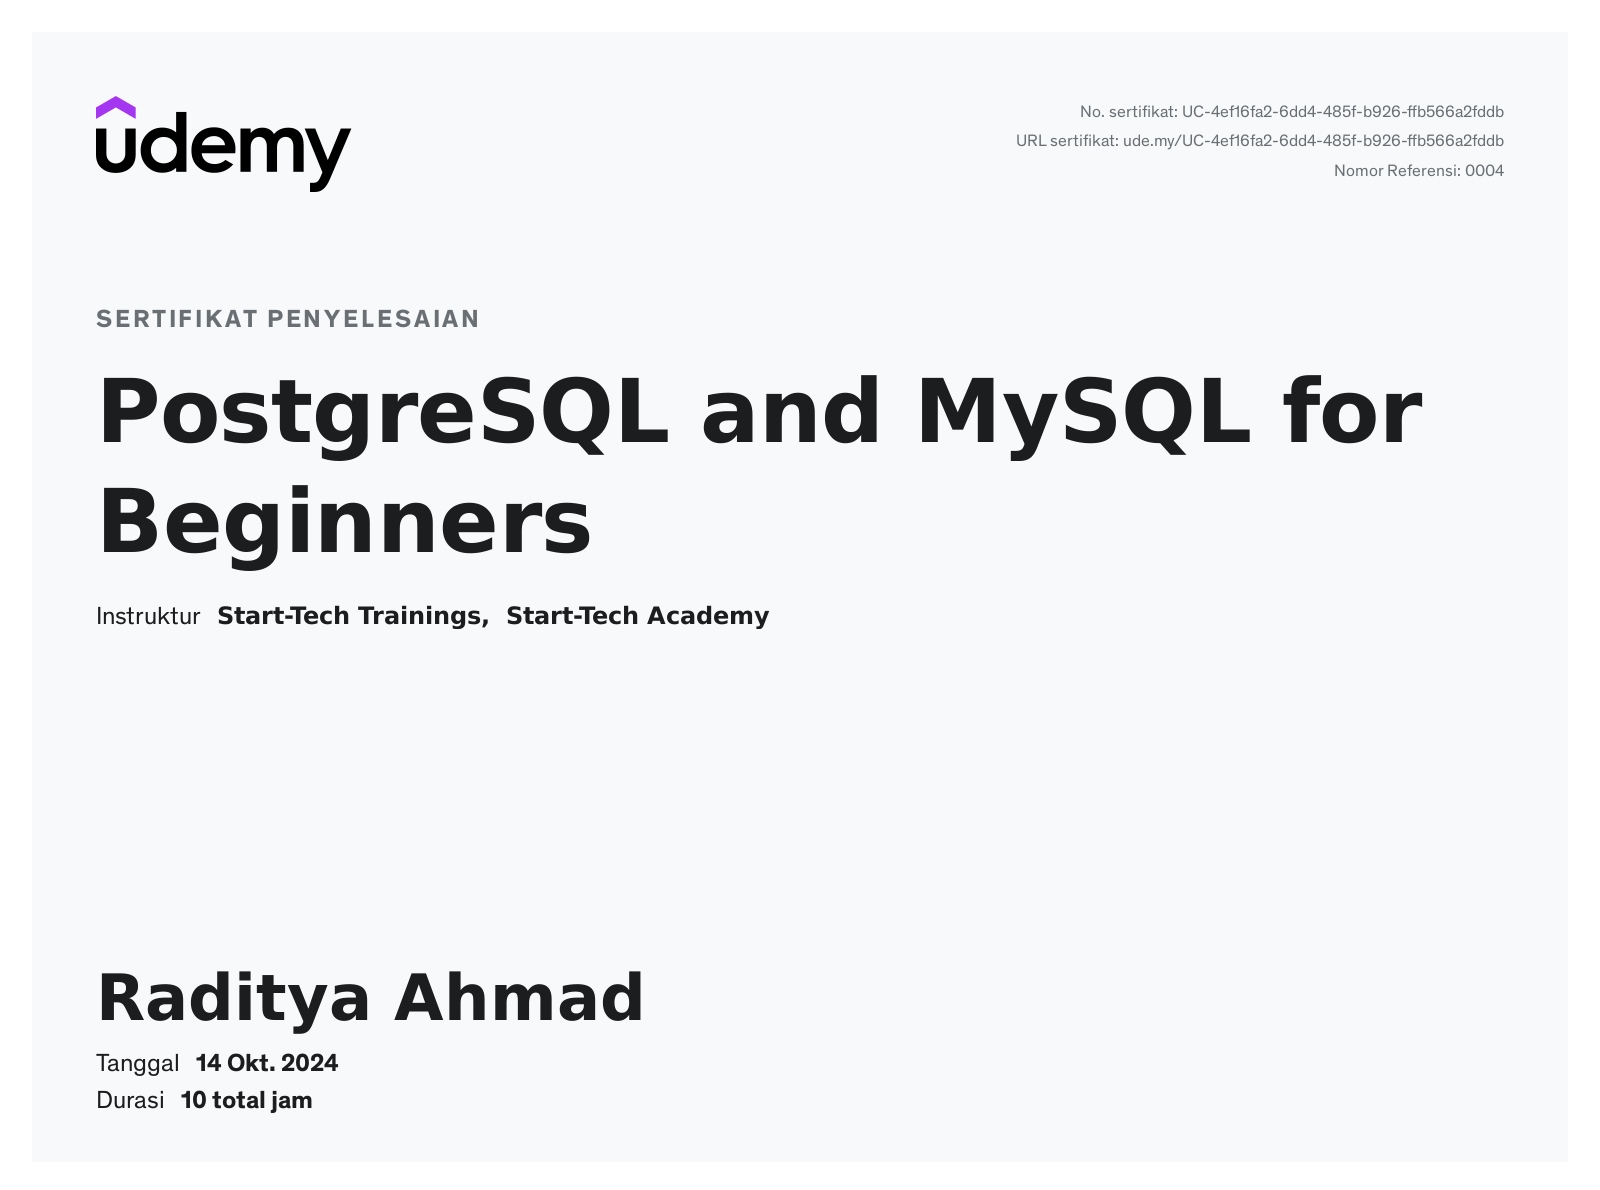 udemy
No. sertifikat: UC-4ef16fa2-6dd4-485f-b926-ffb566a2fddb
URL sertifikat: ude.my/UC-4ef16fa2-6dd4-485f-b926-ffb566a2fddb
Nomor Referensi: 0004
SERTIFIKAT PENYELESAIAN
PostgreSQL and MySQL for
Beginners
Instruktur Start-Tech Trainings, Start-Tech Academy
Raditya Ahmad
Tanggal 14 Okt. 2024
Durasi 10 total jam